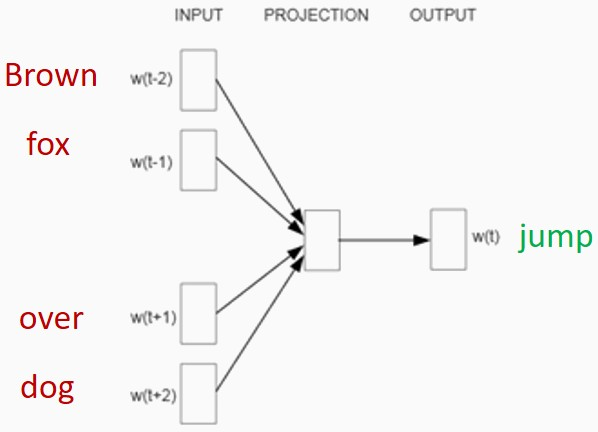 INPUT PROJECTION OUTPUT
Brown w(t-2)
fox w(t-1)
w(t) jump
over w(t+1)
dog w(t+2)